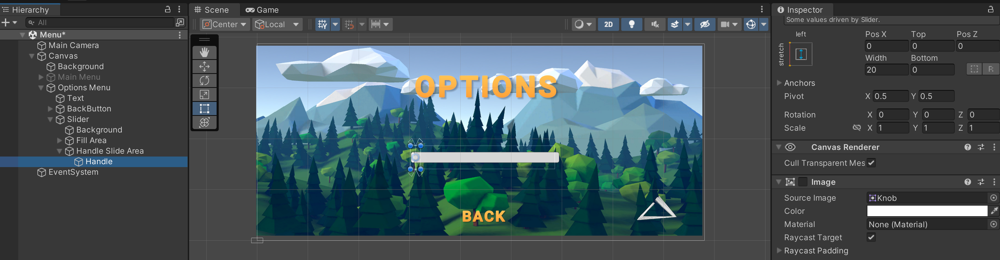 Hierarchy
All
Menu*
Main Camera
Canvas
Background
Main Menu
Options Menu
Text
BackButton
Slider
Background
Fill Area
Handle Slide Area
Handle
EventSystem
Scene Game
Center Local 2D
OPTIONS
BACK
Inspector
Some values driven by Slider.
left
stretch
Pos X Top Pos Z
0 0 0
Width Bottom
20 0 R
Anchors
Pivot X 0.5 Y 0.5
Rotation X 0 Y 0 Z 0
Scale X 1 Y 1 Z 1
Canvas Renderer
Cull Transparent Mes
Image
Source Image Knob
Color
Material None (Material)
Raycast Target
Raycast Padding